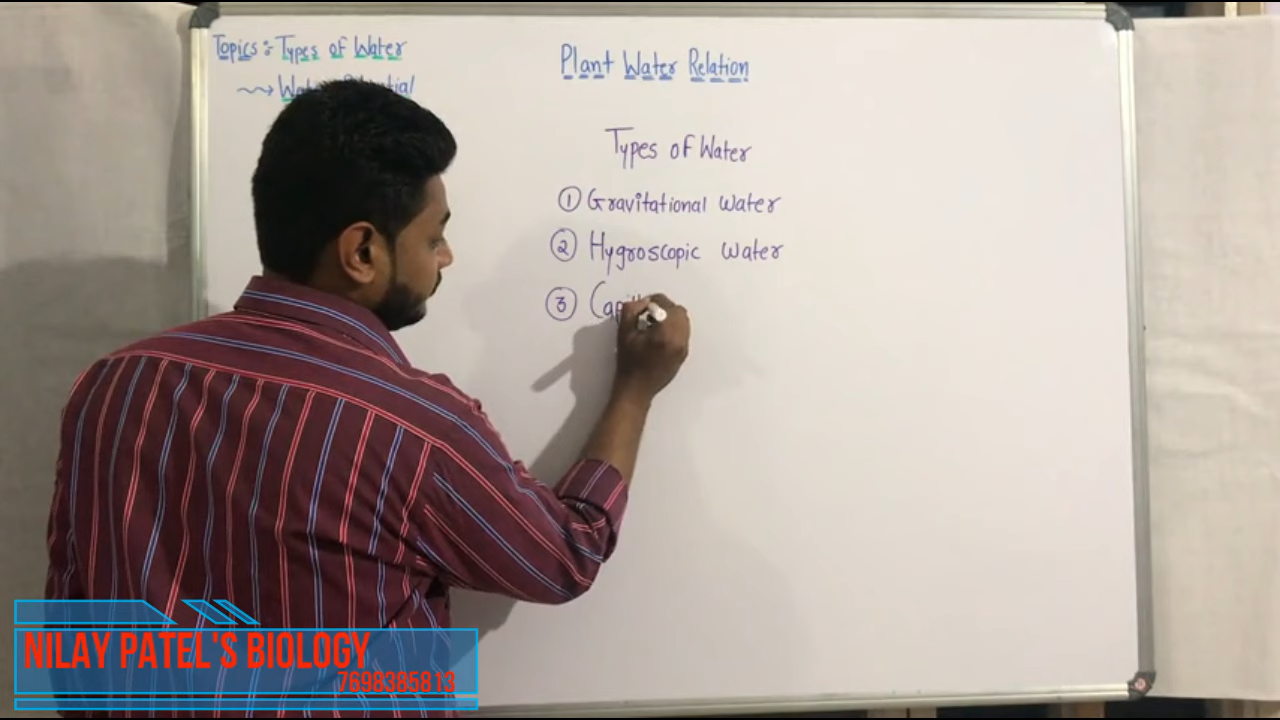 Topics :- Types of Water
Plant Water Relation
Types of Water
① Gravitational Water
② Hygroscopic Water
③
NILAY PATEL'S BIOLOGY
7698385813